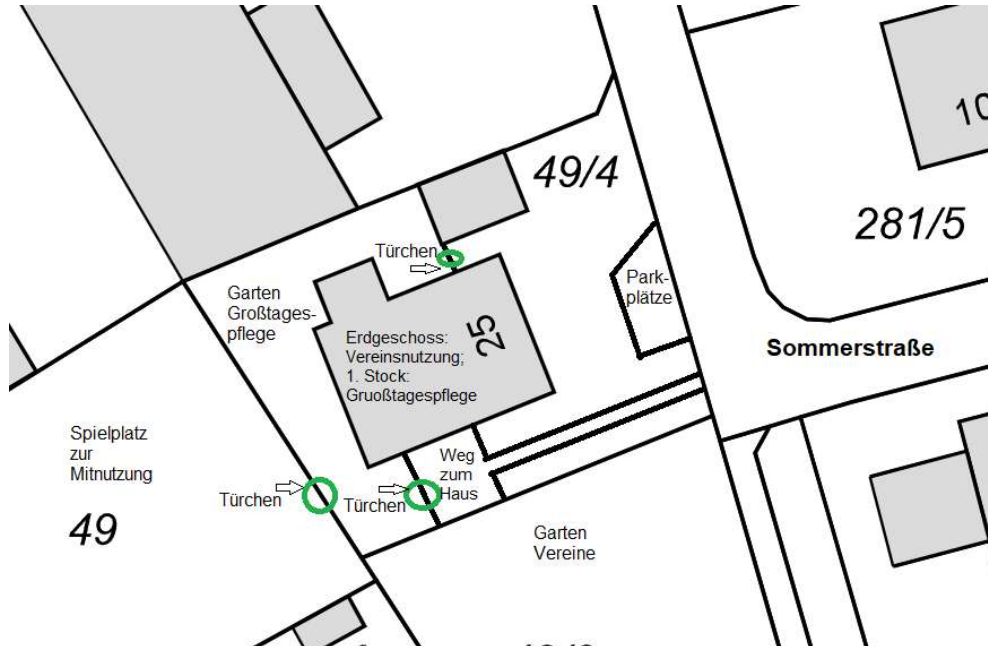 10
49/4
281/5
Türchen
Park-
plätze
Garten
Großtages-
pflege
Erdgeschoss:
Vereinsnutzung;
1. Stock:
Gruoßtagespflege
25
Sommerstraße
Spielplatz
zur
Mitnutzung
Weg
zum
Haus
Türchen
Türchen
49
Garten
Vereine